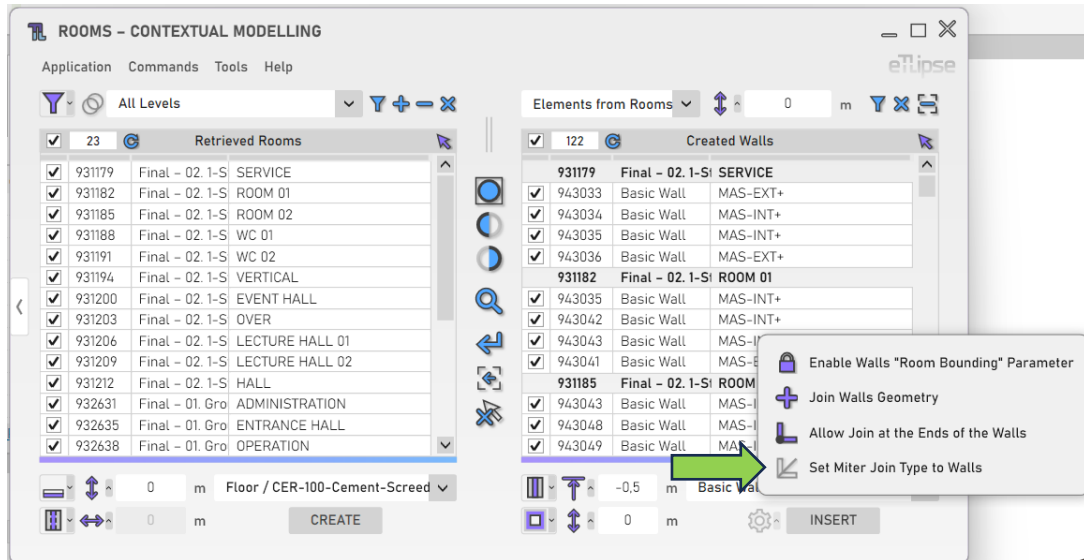 ROOMS – CONTEXTUAL MODELLING
Application Commands Tools Help
eTLipse
All Levels
Elements from Rooms 0 m
23 Retrieved Rooms
122 Created Walls
931179 Final – 02. 1-S SERVICE
931182 Final – 02. 1-S ROOM 01
931185 Final – 02. 1-S ROOM 02
931188 Final – 02. 1-S WC 01
931191 Final – 02. 1-S WC 02
931194 Final – 02. 1-S VERTICAL
931200 Final – 02. 1-S EVENT HALL
931203 Final – 02. 1-S OVER
931206 Final – 02. 1-S LECTURE HALL 01
931209 Final – 02. 1-S LECTURE HALL 02
931212 Final – 02. 1-S HALL
932631 Final – 01. Gro ADMINISTRATION
932635 Final – 01. Gro ENTRANCE HALL
932638 Final – 01. Gro OPERATION
931179 Final – 02. 1-St SERVICE
943033 Basic Wall MAS-EXT+
943034 Basic Wall MAS-INT+
943035 Basic Wall MAS-INT+
943036 Basic Wall MAS-EXT+
931182 Final – 02. 1-St ROOM 01
943035 Basic Wall MAS-INT+
943042 Basic Wall MAS-INT+
943043 Basic Wall MAS-I
943041 Basic Wall MAS-E
931185 Final – 02. 1-St ROOM
943043 Basic Wall MAS-I
943048 Basic Wall MAS-I
943049 Basic Wall MAS-I
Enable Walls "Room Bounding" Parameter
Join Walls Geometry
Allow Join at the Ends of the Walls
Set Miter Join Type to Walls
0 m Floor / CER-100-Cement-Screed
0 m CREATE
-0,5 m Basic Wal
0 m INSERT